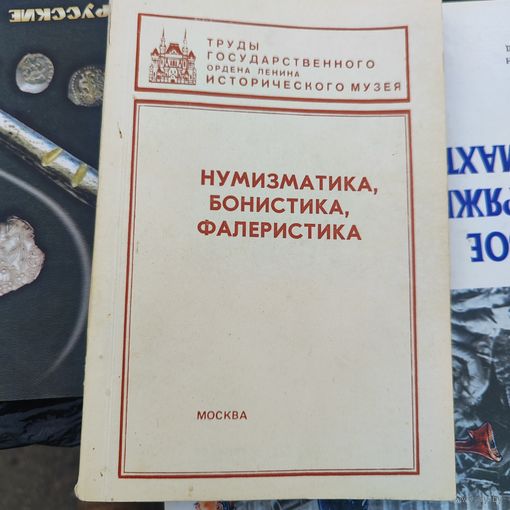 РУССКИЕ
ТРУДЫ
ГОСУДАРСТВЕННОГО
ОРДЕНА ЛЕНИНА
ИСТОРИЧЕСКОГО МУЗЕЯ
НУМИЗМАТИКА,
БОНИСТИКА,
ФАЛЕРИСТИКА
МОСКВА